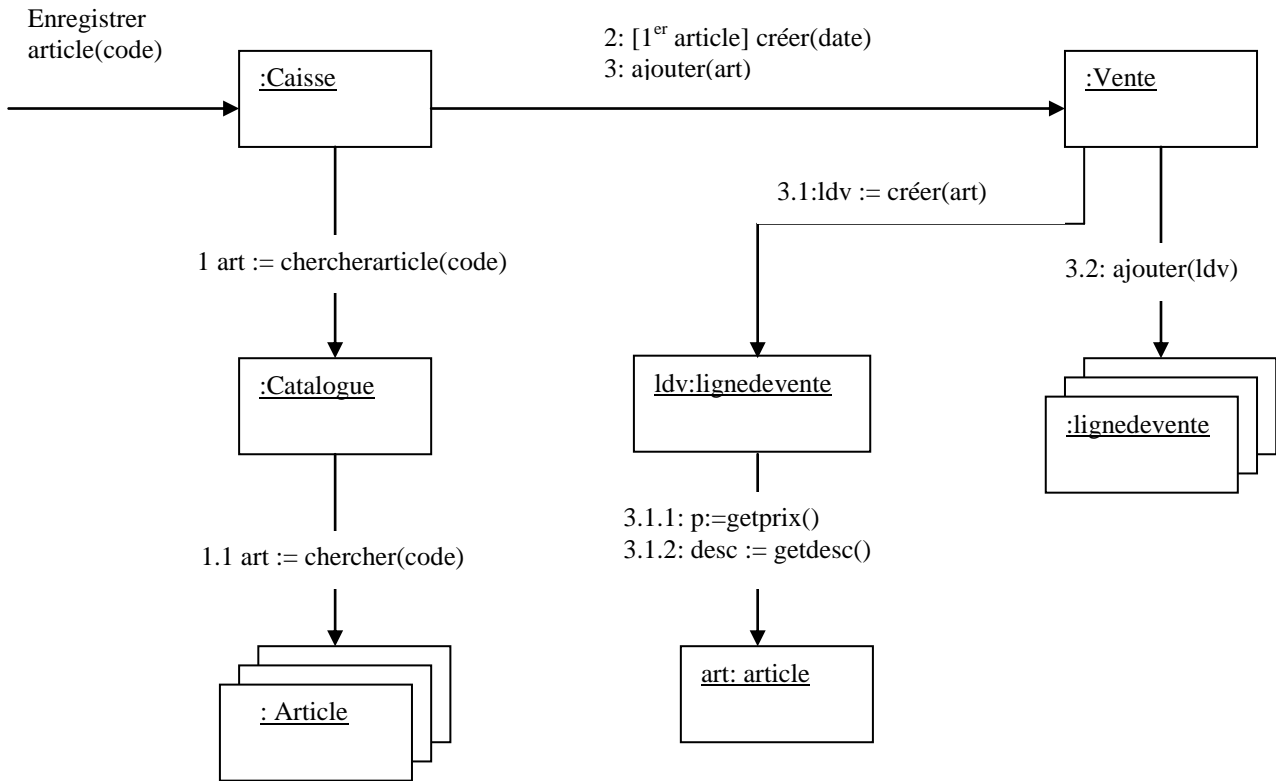 Enregistrer
article(code)
2: [1er article] créer(date)
3: ajouter(art)
:Caisse
:Vente
3.1:ldv := créer(art)
1 art := chercherarticle(code)
3.2: ajouter(ldv)
:Catalogue
ldv:lignedevente
:lignedevente
3.1.1: p:=getprix()
3.1.2: desc := getdesc()
1.1 art := chercher(code)
art: article
: Article